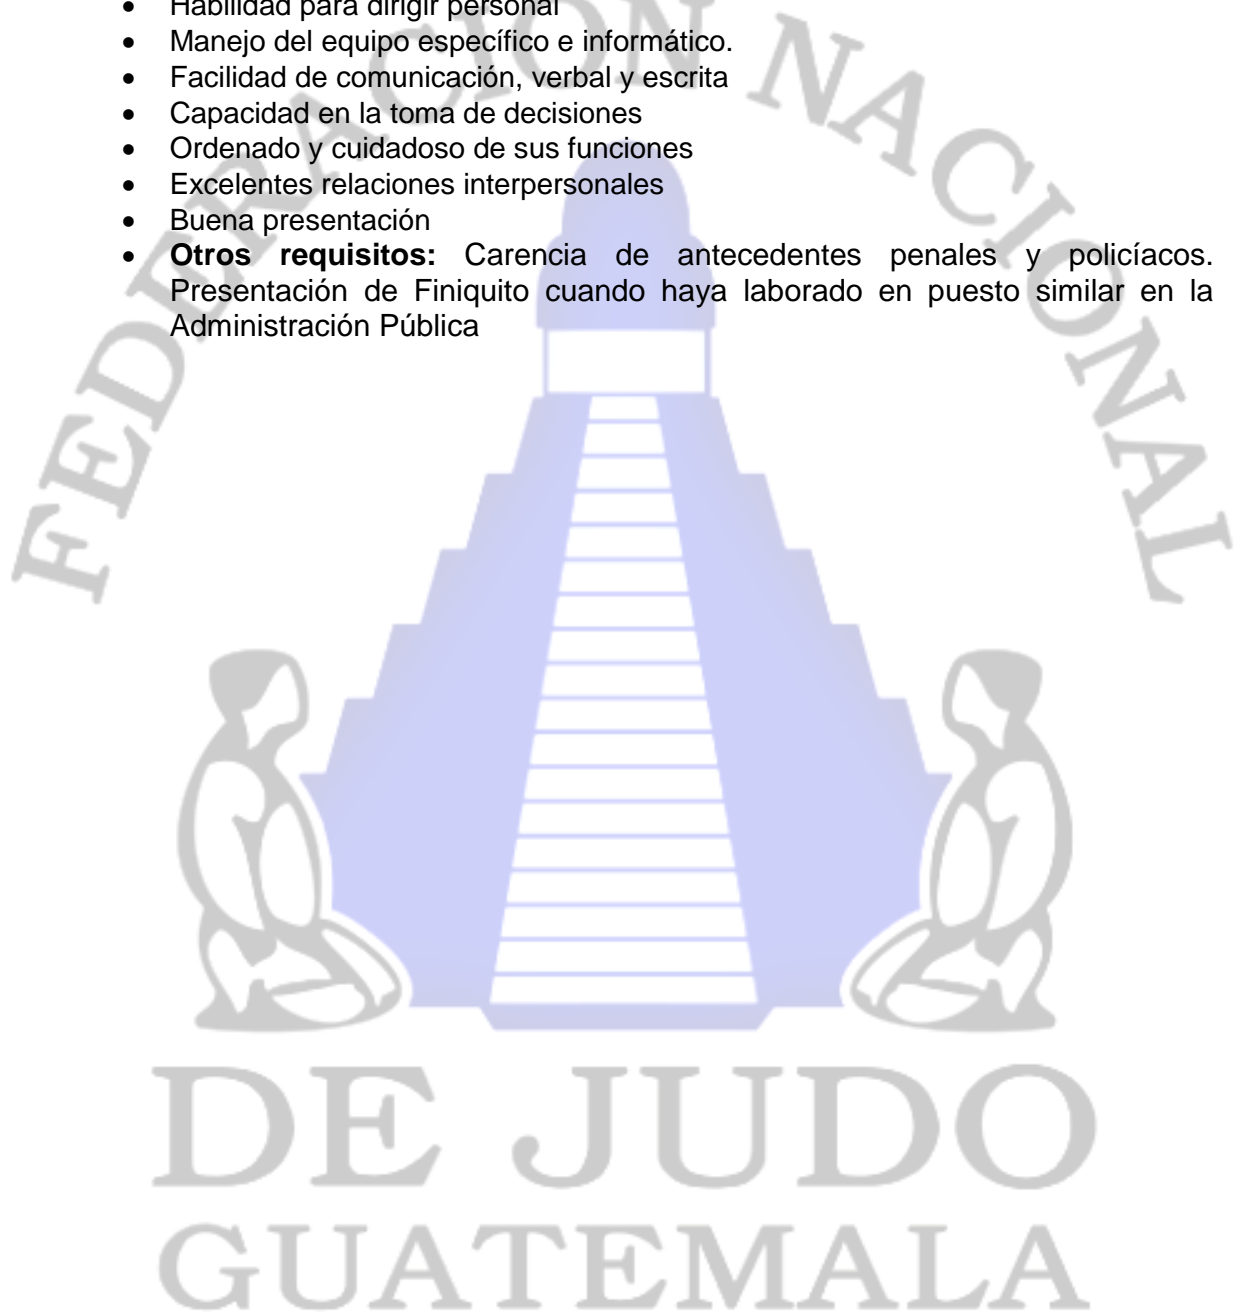 • Habilidad para dirigir personal
• Manejo del equipo específico e informático.
• Facilidad de comunicación, verbal y escrita
• Capacidad en la toma de decisiones
• Ordenado y cuidadoso de sus funciones
• Excelentes relaciones interpersonales
• Buena presentación
• Otros requisitos: Carencia de antecedentes penales y policíacos.
Presentación de Finiquito cuando haya laborado en puesto similar en la
Administración Pública
FEDERACION NACIONAL
DE JUDO
GUATEMALA